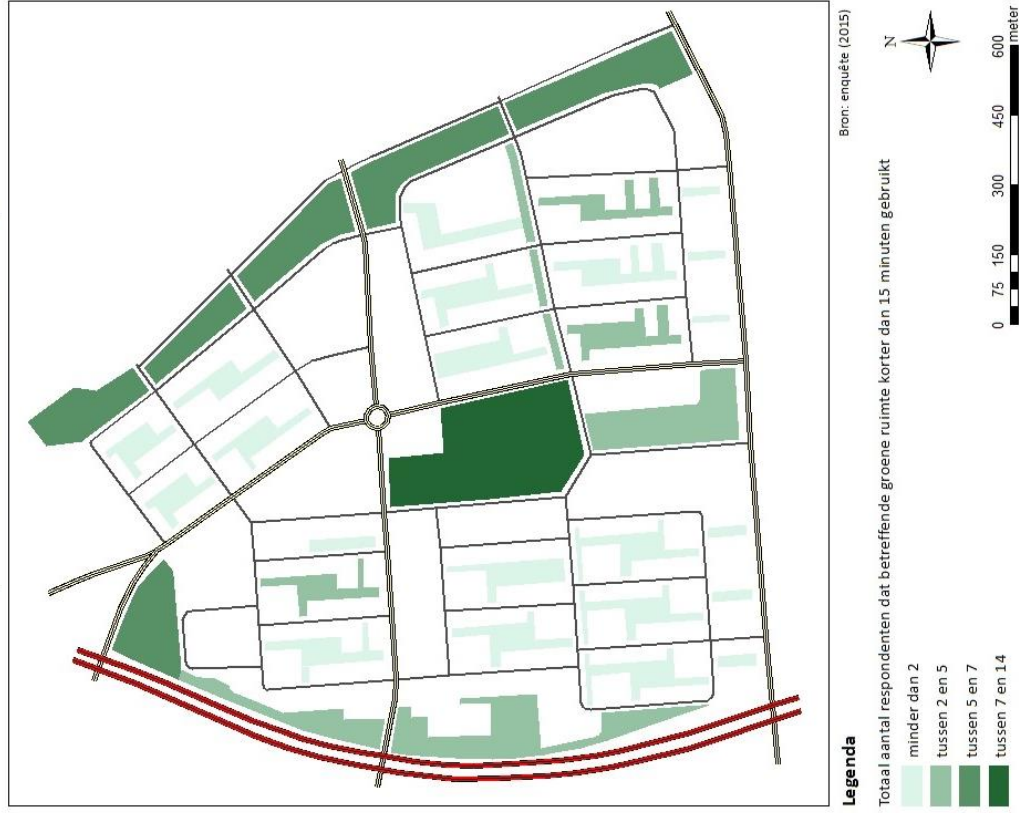 Bron: enquête (2015)
Legenda
Totaal aantal respondenten dat betreffende groene ruimte korter dan 15 minuten gebruikt
minder dan 2
tussen 2 en 5
tussen 5 en 7
tussen 7 en 14
N
0 75 150 300 450 600
meter